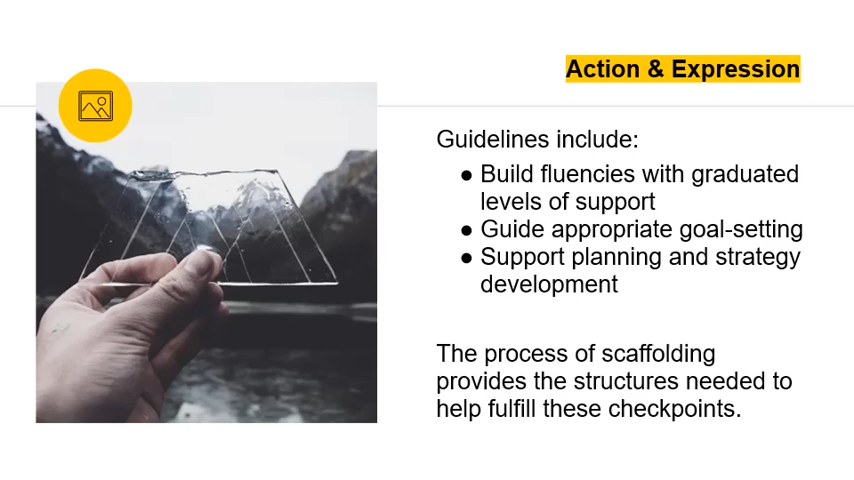 Action & Expression
Guidelines include:
● Build fluencies with graduated
levels of support
● Guide appropriate goal-setting
● Support planning and strategy
development
The process of scaffolding
provides the structures needed to
help fulfill these checkpoints.